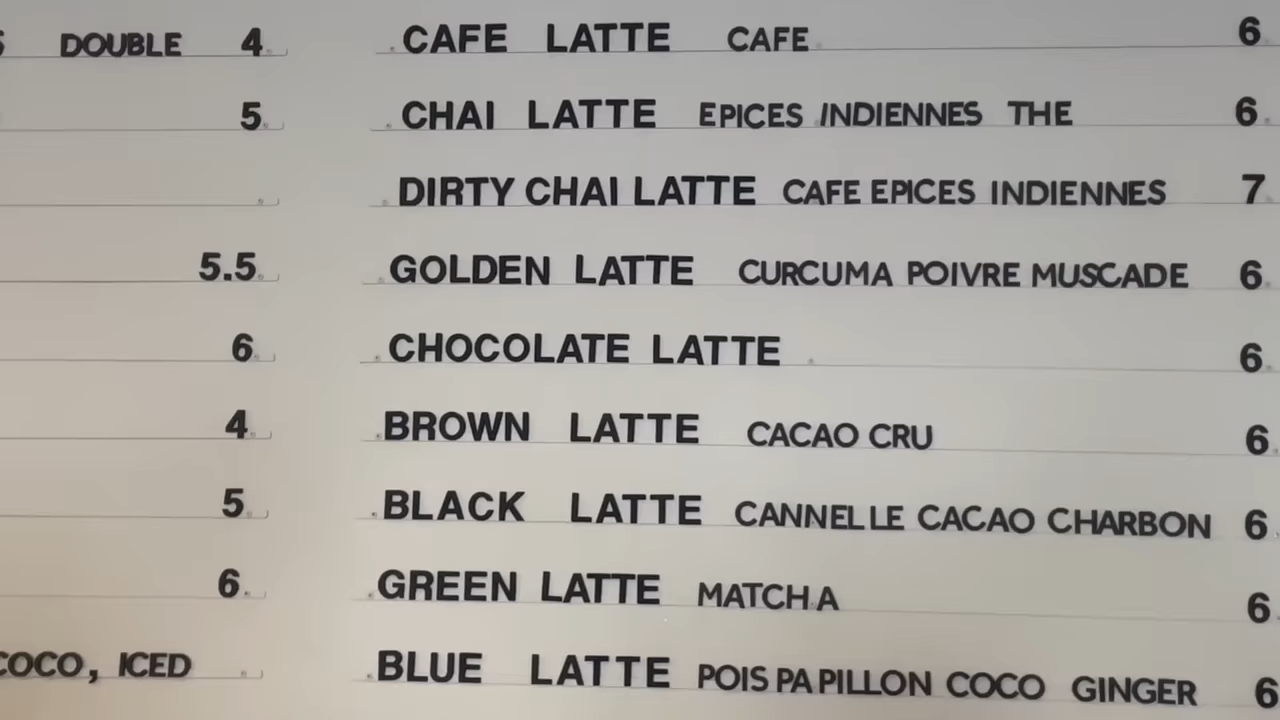 DOUBLE 4
5
5.5
6
4
5
6
COCO, ICED
CAFE LATTE CAFE 6
CHAI LATTE EPICES INDIENNES THE 6
DIRTY CHAI LATTE CAFE EPICES INDIENNES 7
GOLDEN LATTE CURCUMA POIVRE MUSCADE 6
CHOCOLATE LATTE 6
BROWN LATTE CACAO CRU 6
BLACK LATTE CANNELLE CACAO CHARBON 6
GREEN LATTE MATCHA 6
BLUE LATTE POIS PAPILLON COCO GINGER 6